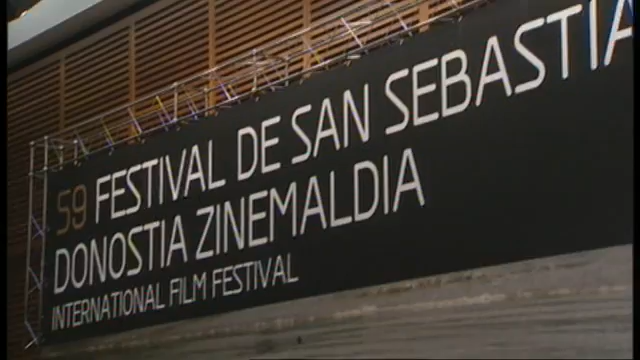 59 FESTIVAL DE SAN SEBASTIA
DONOSTIA ZINEMALDIA
INTERNATIONAL FILM FESTIVAL